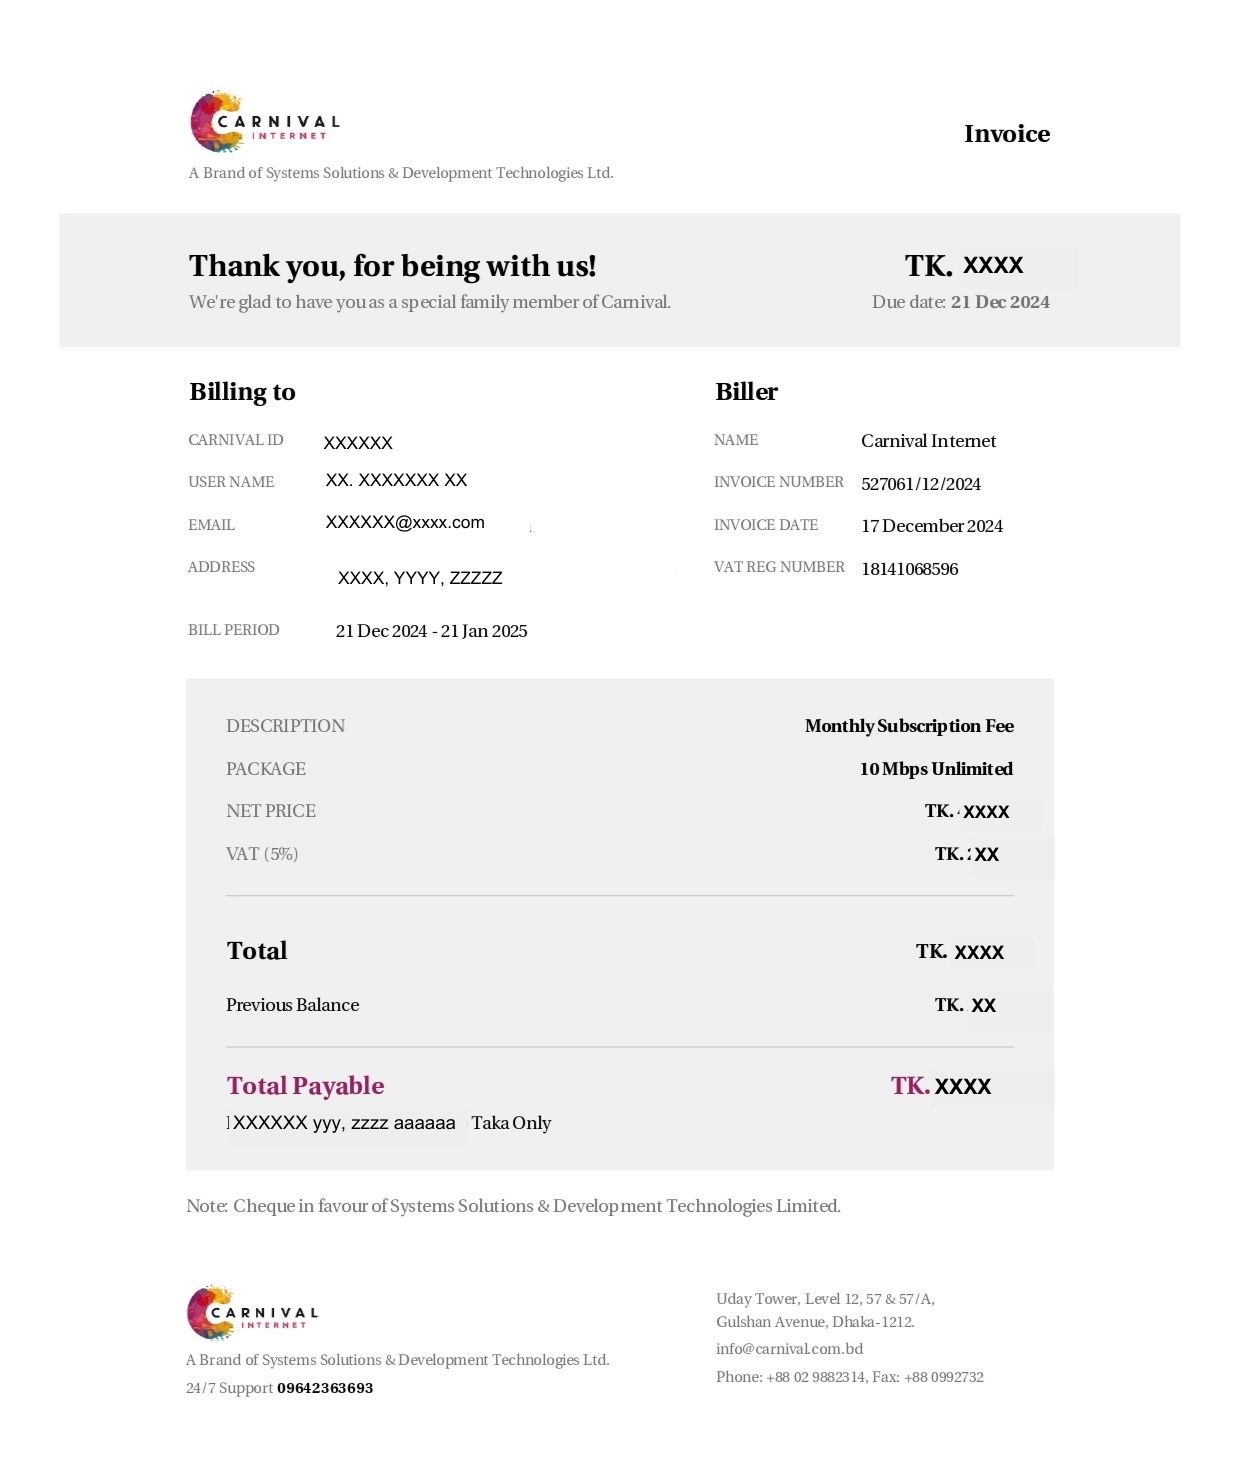 CARNIVAL
INTERNET
A Brand of Systems Solutions & Development Technologies Ltd.
Invoice
Thank you, for being with us!
TK. XXXX
We're glad to have you as a special family member of Carnival.
Due date: 21 Dec 2024
Billing to
CARNIVAL ID XXXXXX
USER NAME XX. XXXXXXX XX
EMAIL XXXXXX@xxxx.com
ADDRESS XXXX, YYYY, ZZZZZ
BILL PERIOD 21 Dec 2024 - 21 Jan 2025
Biller
NAME Carnival Internet
INVOICE NUMBER 527061/12/2024
INVOICE DATE 17 December 2024
VAT REG NUMBER 18141068596
DESCRIPTION Monthly Subscription Fee
PACKAGE 10 Mbps Unlimited
NET PRICE TK. XXXX
VAT (5%) TK. XX
Total TK. XXXX
Previous Balance TK. XX
Total Payable TK. XXXX
XXXXXX yyy, zzzz aaaaaa Taka Only
Note: Cheque in favour of Systems Solutions & Development Technologies Limited.
CARNIVAL
INTERNET
A Brand of Systems Solutions & Development Technologies Ltd.
24/7 Support 09642363693
Uday Tower, Level 12, 57 & 57/A,
Gulshan Avenue, Dhaka-1212.
info@carnival.com.bd
Phone: +88 02 9882314, Fax: +88 0992732